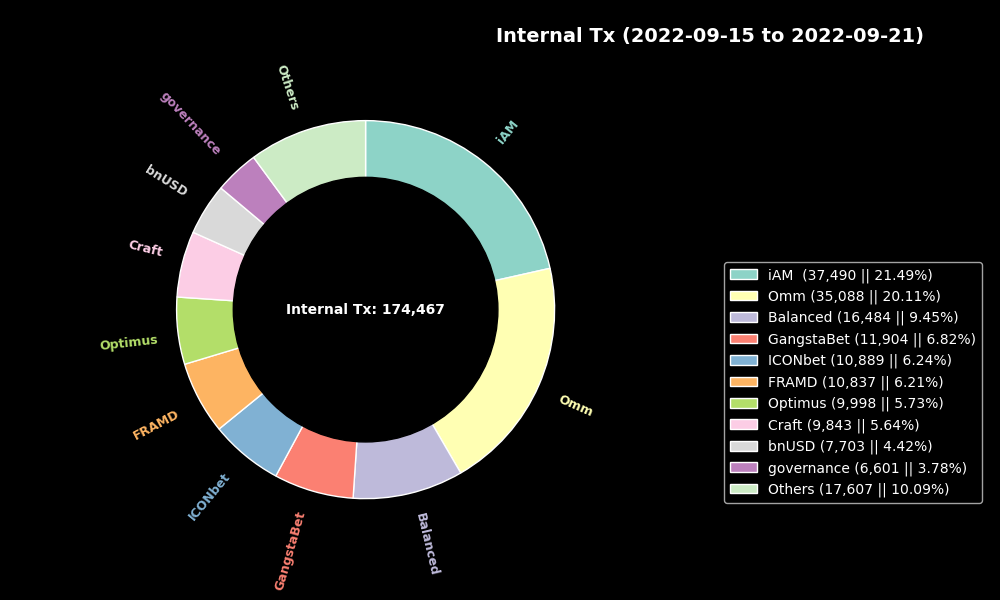 Internal Tx (2022-09-15 to 2022-09-21)
Others
iAM
governance
bnUSD
Craft
Optimus
FRAMD
ICONbet
GangstaBet
Balanced
Omm
Internal Tx: 174,467
iAM  (37,490 || 21.49%)
Omm (35,088 || 20.11%)
Balanced (16,484 || 9.45%)
GangstaBet (11,904 || 6.82%)
ICONbet (10,889 || 6.24%)
FRAMD (10,837 || 6.21%)
Optimus (9,998 || 5.73%)
Craft (9,843 || 5.64%)
bnUSD (7,703 || 4.42%)
governance (6,601 || 3.78%)
Others (17,607 || 10.09%)